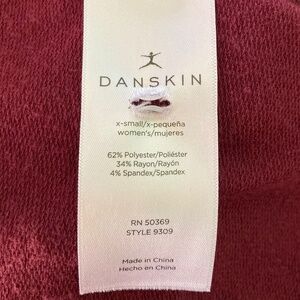 DANSKIN
x-small/x-pequeña
women's/mujeres
62% Polyester/Poliéster
34% Rayon/Rayón
4% Spandex/Spandex
RN 50369
STYLE 9309
Made in China
Hecho en China